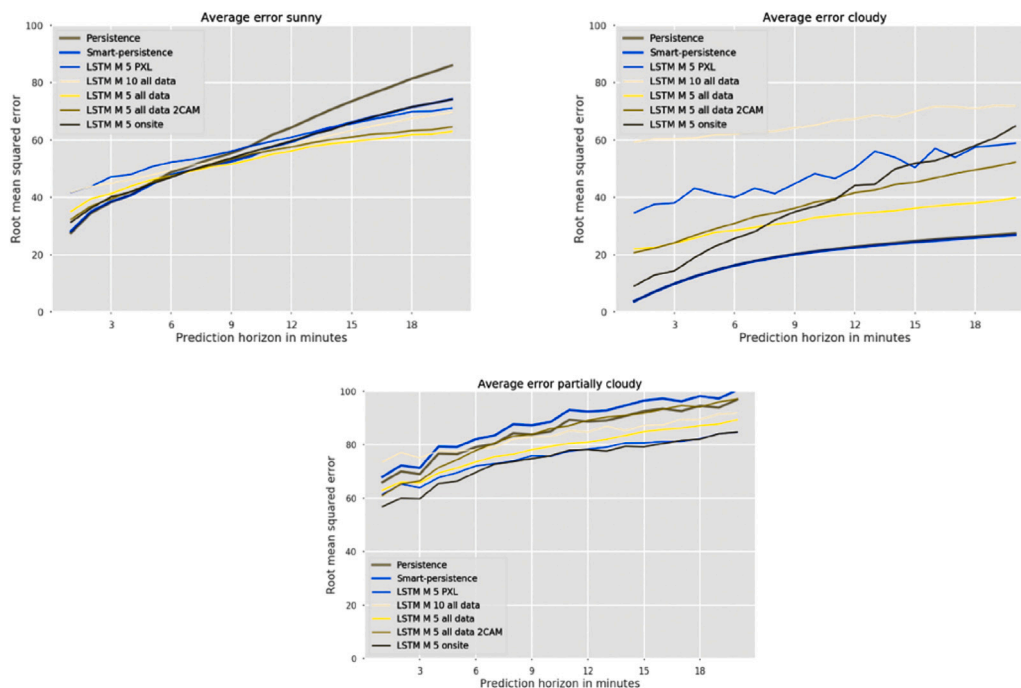 Average error sunny
Root mean squared error
100
80
60
40
20
0
Persistence
Smart-persistence
LSTM M 5 PXL
LSTM M 10 all data
LSTM M 5 all data
LSTM M 5 all data 2CAM
LSTM M 5 onsite
3 6 9 12 15 18
Prediction horizon in minutes
Average error cloudy
Root mean squared error
100
80
60
40
20
0
Persistence
Smart-persistence
LSTM M 5 PXL
LSTM M 10 all data
LSTM M 5 all data
LSTM M 5 all data 2CAM
LSTM M 5 onsite
3 6 9 12 15 18
Prediction horizon in minutes
Average error partially cloudy
Root mean squared error
100
80
60
40
20
0
Persistence
Smart-persistence
LSTM M 5 PXL
LSTM M 10 all data
LSTM M 5 all data
LSTM M 5 all data 2CAM
LSTM M 5 onsite
3 6 9 12 15 18
Prediction horizon in minutes